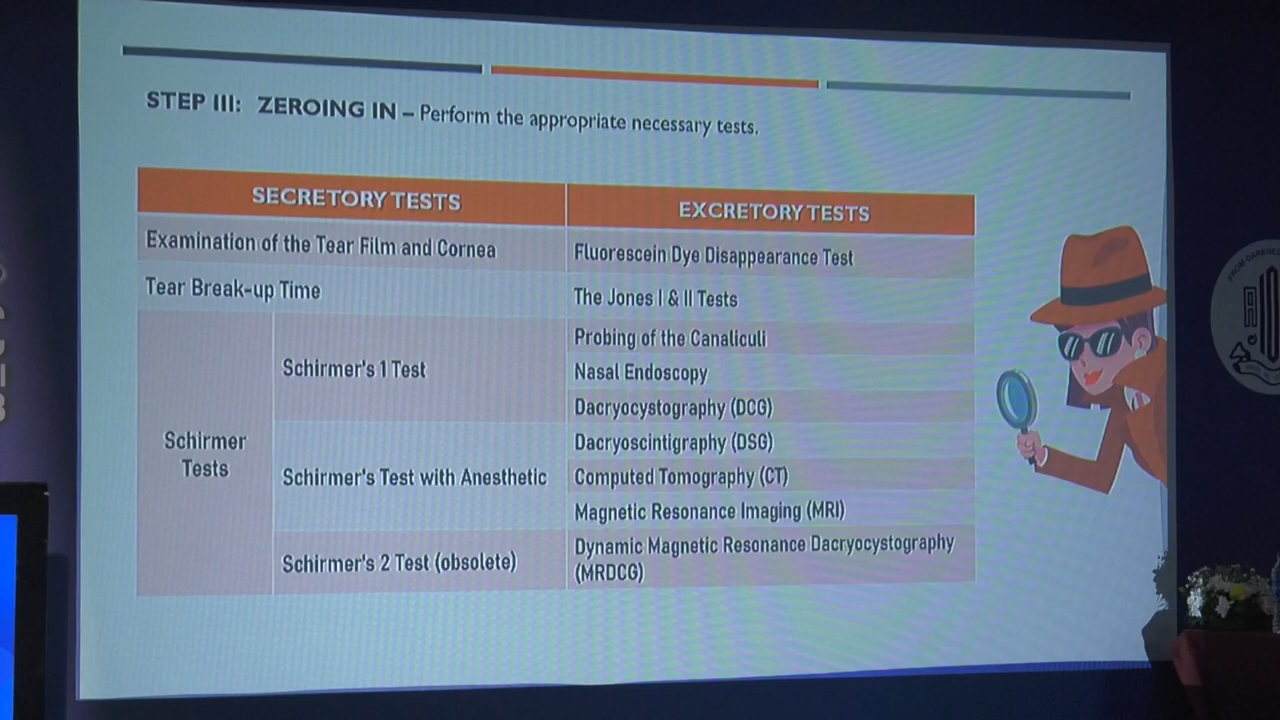 STEP III: ZEROING IN – Perform the appropriate necessary tests.
SECRETORY TESTS
EXCRETORY TESTS
Examination of the Tear Film and Cornea
Fluorescein Dye Disappearance Test
Tear Break-up Time
The Jones I & II Tests
Schirmer
Tests
Schirmer's 1 Test
Probing of the Canaliculi
Nasal Endoscopy
Dacryocystography (DCG)
Schirmer's Test with Anesthetic
Dacryoscintigraphy (DSG)
Computed Tomography (CT)
Magnetic Resonance Imaging (MRI)
Schirmer's 2 Test (obsolete)
Dynamic Magnetic Resonance Dacryocystography
(MRDCG)
FROM DARKNESS